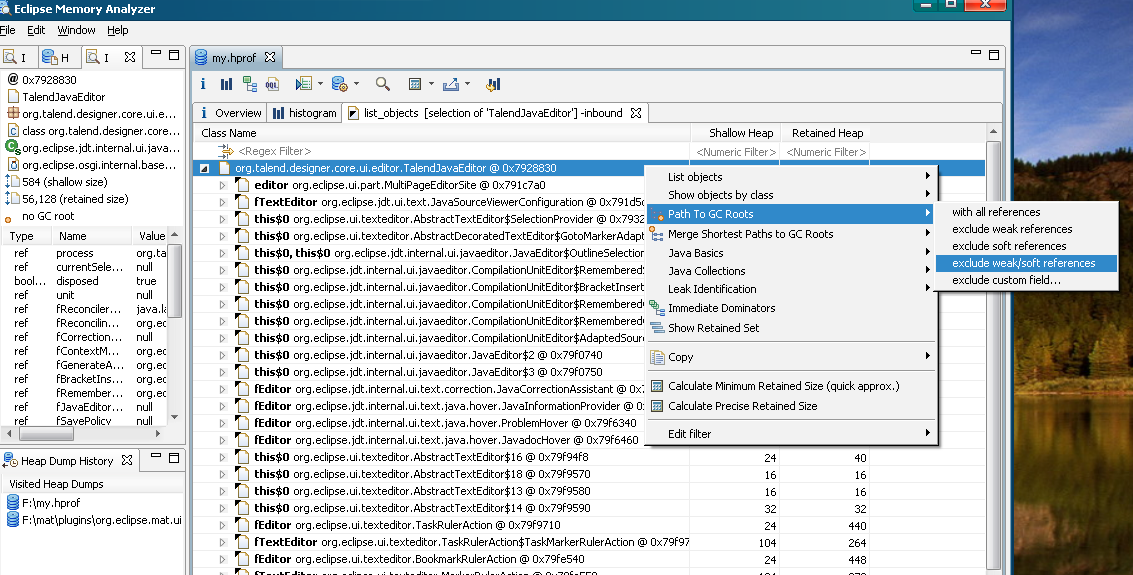 Eclipse Memory Analyzer
File Edit Window Help
I H I
@ 0x7928830
TalendJavaEditor
org.talend.designer.core.ui.e...
class org.talend.designer.core...
org.eclipse.jdt.internal.ui.java...
org.eclipse.osgi.internal.base...
584 (shallow size)
56,128 (retained size)
no GC root
Type Name Value
ref process org.ta
ref currentSele... null
bool... disposed true
ref unit null
ref fReconciler... java.la
ref fReconcilin... org.ec
ref fCorrection... null
ref fContextM... org.ec
ref fGenerateA... org.ec
ref fBracketIns... org.ec
ref fRemember... org.ec
ref fJavaEditor... null
ref fSavePolicy null
Heap Dump History
Visited Heap Dumps
F:\my.hprof
F:\mat\plugins\org.eclipse.mat.ui
my.hprof
i OQL
i Overview histogram list_objects [selection of 'TalendJavaEditor'] -inbound
Class Name Shallow Heap Retained Heap
<Regex Filter> <Numeric Filter> <Numeric Filter>
org.talend.designer.core.ui.editor.TalendJavaEditor @ 0x7928830
editor org.eclipse.ui.part.MultiPageEditorSite @ 0x791c7a0
fTextEditor org.eclipse.jdt.ui.text.JavaSourceViewerConfiguration @ 0x791d5c
this$0 org.eclipse.ui.texteditor.AbstractTextEditor$SelectionProvider @ 0x7932
this$0 org.eclipse.ui.texteditor.AbstractDecoratedTextEditor$GotoMarkerAdap
this$0, this$0 org.eclipse.jdt.internal.ui.javaeditor.JavaEditor$OutlineSelection
this$0 org.eclipse.jdt.internal.ui.javaeditor.CompilationUnitEditor$Remembered
this$0 org.eclipse.jdt.internal.ui.javaeditor.CompilationUnitEditor$BracketInsert
this$0 org.eclipse.jdt.internal.ui.javaeditor.CompilationUnitEditor$Remembered
this$0 org.eclipse.jdt.internal.ui.javaeditor.CompilationUnitEditor$Remembered
this$0 org.eclipse.jdt.internal.ui.javaeditor.CompilationUnitEditor$AdaptedSour
this$0 org.eclipse.jdt.internal.ui.javaeditor.JavaEditor$2 @ 0x79f0740
this$0 org.eclipse.jdt.internal.ui.javaeditor.JavaEditor$3 @ 0x79f0750
fEditor org.eclipse.jdt.internal.ui.text.correction.JavaCorrectionAssistant @ 0x
fEditor org.eclipse.jdt.internal.ui.text.java.hover.JavaInformationProvider @ 0x
fEditor org.eclipse.jdt.internal.ui.text.java.hover.ProblemHover @ 0x79f6340
fEditor org.eclipse.jdt.internal.ui.text.java.hover.JavadocHover @ 0x79f6460
this$0 org.eclipse.ui.texteditor.AbstractTextEditor$16 @ 0x79f94f8 24 40
this$0 org.eclipse.ui.texteditor.AbstractTextEditor$18 @ 0x79f9570 16 16
this$0 org.eclipse.ui.texteditor.AbstractTextEditor$13 @ 0x79f9580 16 16
this$0 org.eclipse.ui.texteditor.AbstractTextEditor$14 @ 0x79f9590 32 32
fEditor org.eclipse.ui.texteditor.TaskRulerAction @ 0x79f9710 24 440
fTextEditor org.eclipse.ui.texteditor.TaskRulerAction$TaskMarkerRulerAction @ 0x79f97 104 264
fEditor org.eclipse.ui.texteditor.BookmarkRulerAction @ 0x79fe540 24 448
List objects
Show objects by class
Path To GC Roots
Merge Shortest Paths to GC Roots
Java Basics
Java Collections
Leak Identification
Immediate Dominators
Show Retained Set
Copy
Calculate Minimum Retained Size (quick approx.)
Calculate Precise Retained Size
Edit filter
with all references
exclude weak references
exclude soft references
exclude weak/soft references
exclude custom field...